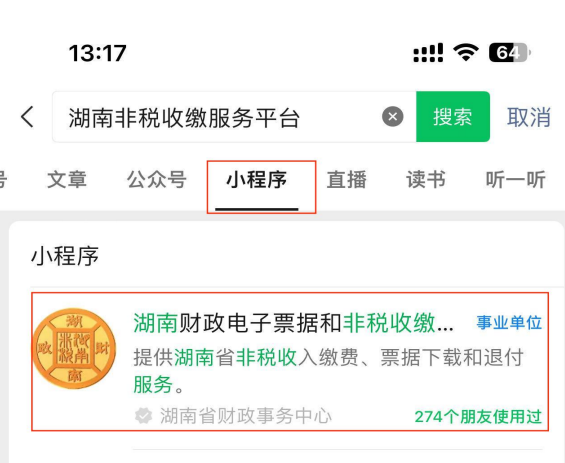 13:17
64
湖南非税收缴服务平台
搜索
取消
文章
公众号
小程序
直播
读书
听一听
小程序
湖南财政电子票据和非税收缴...
事业单位
提供湖南省非税收入缴费、票据下载和退付
服务。
湖南省财政事务中心
274个朋友使用过